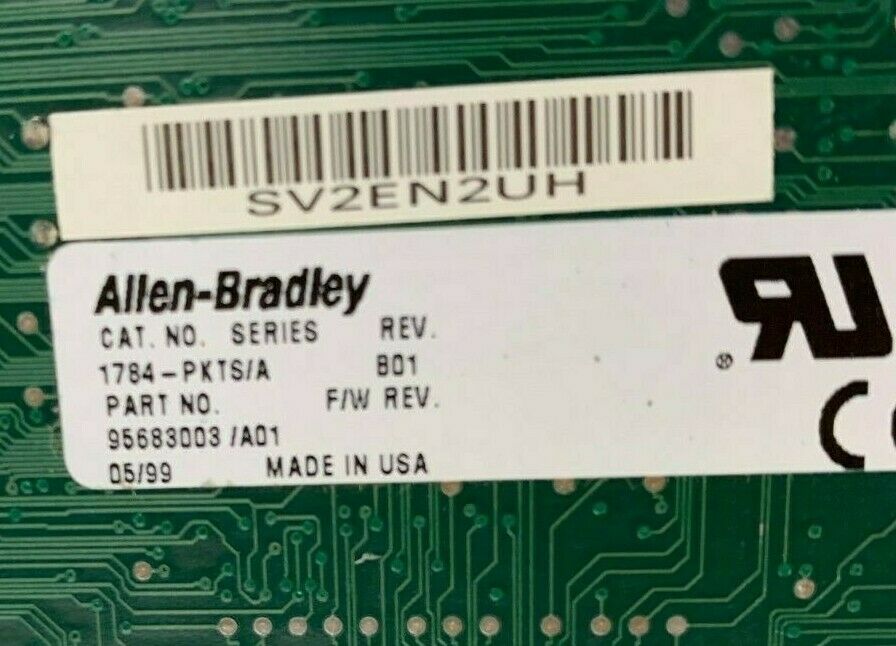 SV2EN2UH
Allen-Bradley
CAT. NO. SERIES REV.
1784-PKTS/A B01
PART NO. F/W REV.
95683003 /A01
05/99 MADE IN USA
®